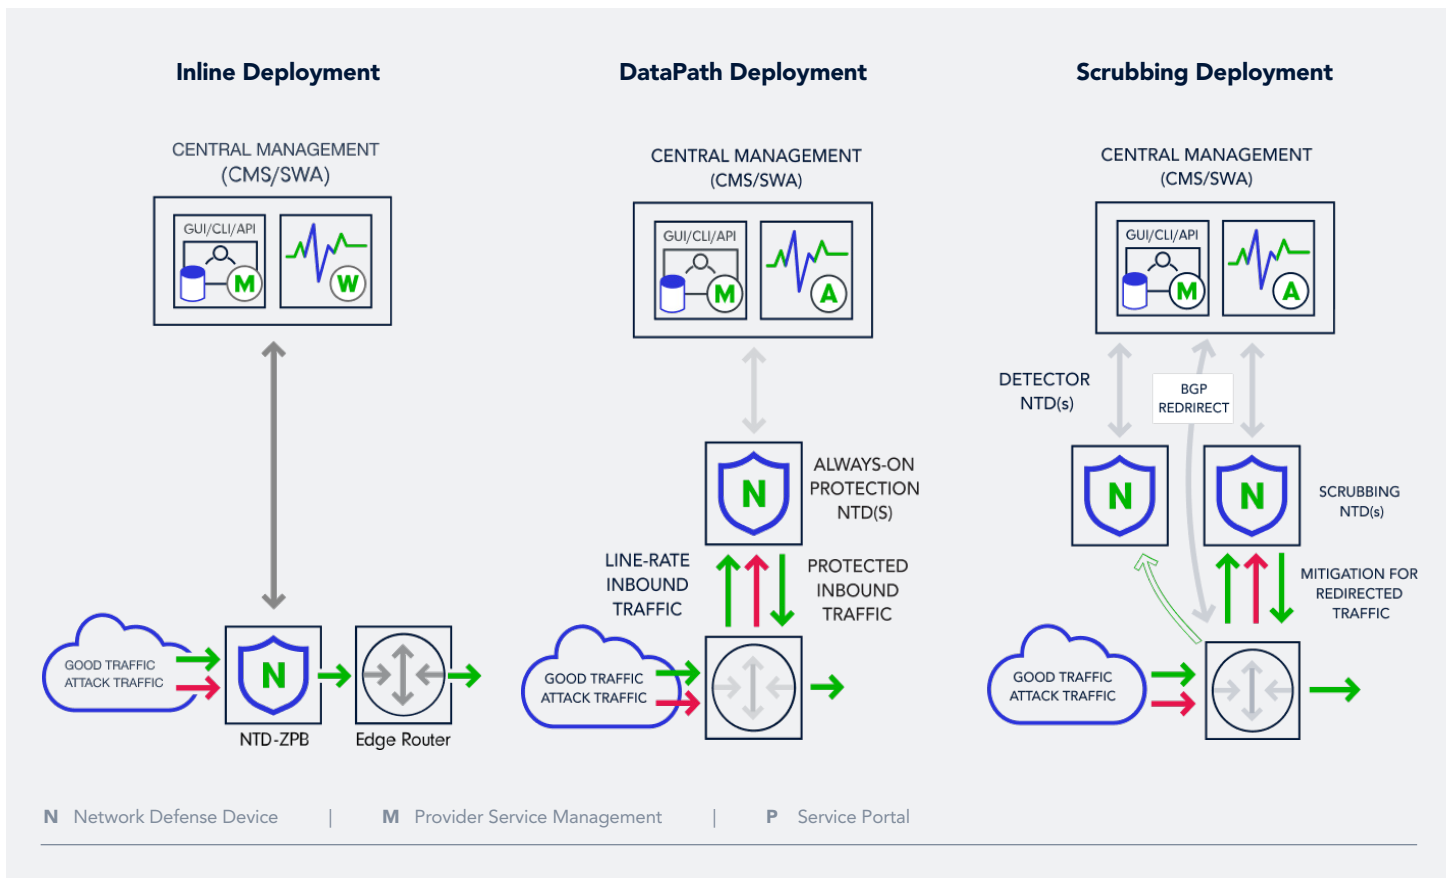 Inline Deployment
CENTRAL MANAGEMENT
(CMS/SWA)
GUI/CLI/API
M
W
GOOD TRAFFIC
ATTACK TRAFFIC
N
NTD-ZPB
Edge Router
DataPath Deployment
CENTRAL MANAGEMENT
(CMS/SWA)
GUI/CLI/API
M
A
N
ALWAYS-ON
PROTECTION
NTD(S)
LINE-RATE
INBOUND
TRAFFIC
PROTECTED
INBOUND
TRAFFIC
GOOD TRAFFIC
ATTACK TRAFFIC
Scrubbing Deployment
CENTRAL MANAGEMENT
(CMS/SWA)
GUI/CLI/API
M
A
DETECTOR
NTD(s)
BGP
REDRIRECT
N
N
SCRUBBING
NTD(s)
MITIGATION FOR
REDIRECTED
TRAFFIC
GOOD TRAFFIC
ATTACK TRAFFIC
N Network Defense Device | M Provider Service Management | P Service Portal